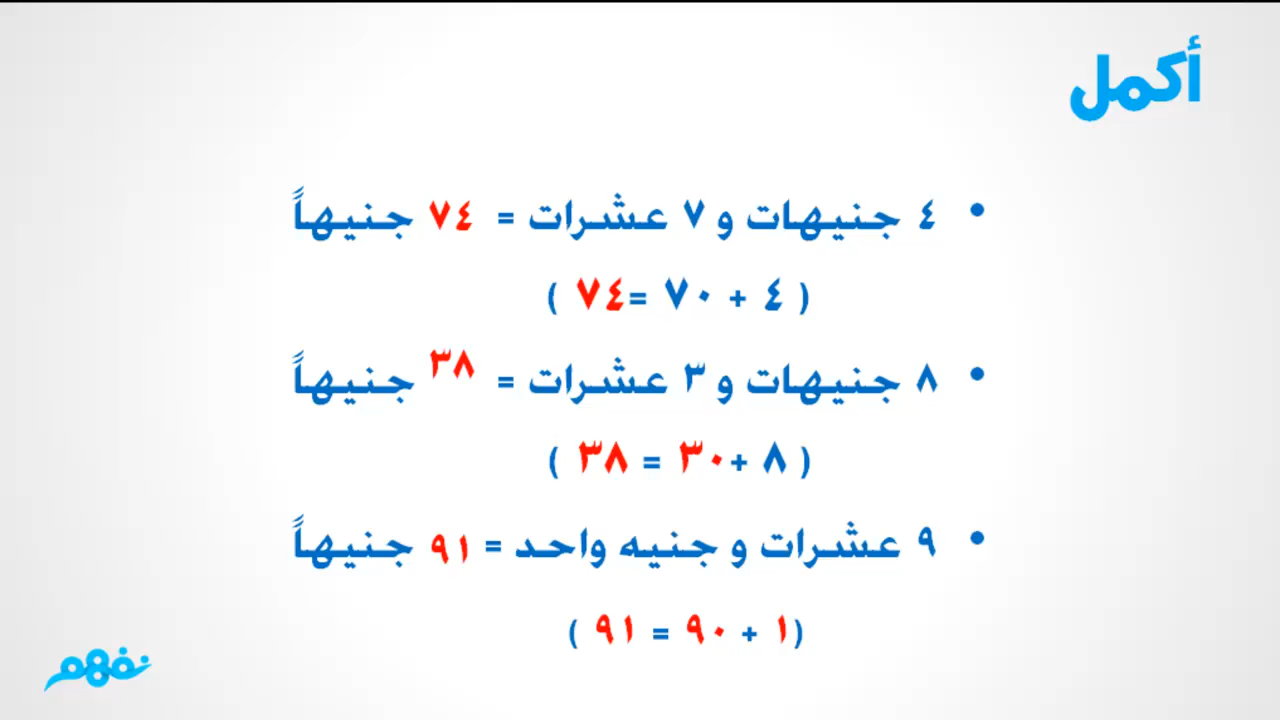 أكمل
• ٤ جنيهات و ٧ عشرات = ٧٤ جنيهاً
( ٤ + ٧٠ = ٧٤ )
• ٨ جنيهات و ٣ عشرات = ٣٨ جنيهاً
( ٨ + ٣٠ = ٣٨ )
• ٩ عشرات و جنيه واحد = ٩١ جنيهاً
( ١ + ٩٠ = ٩١ )
نفهم